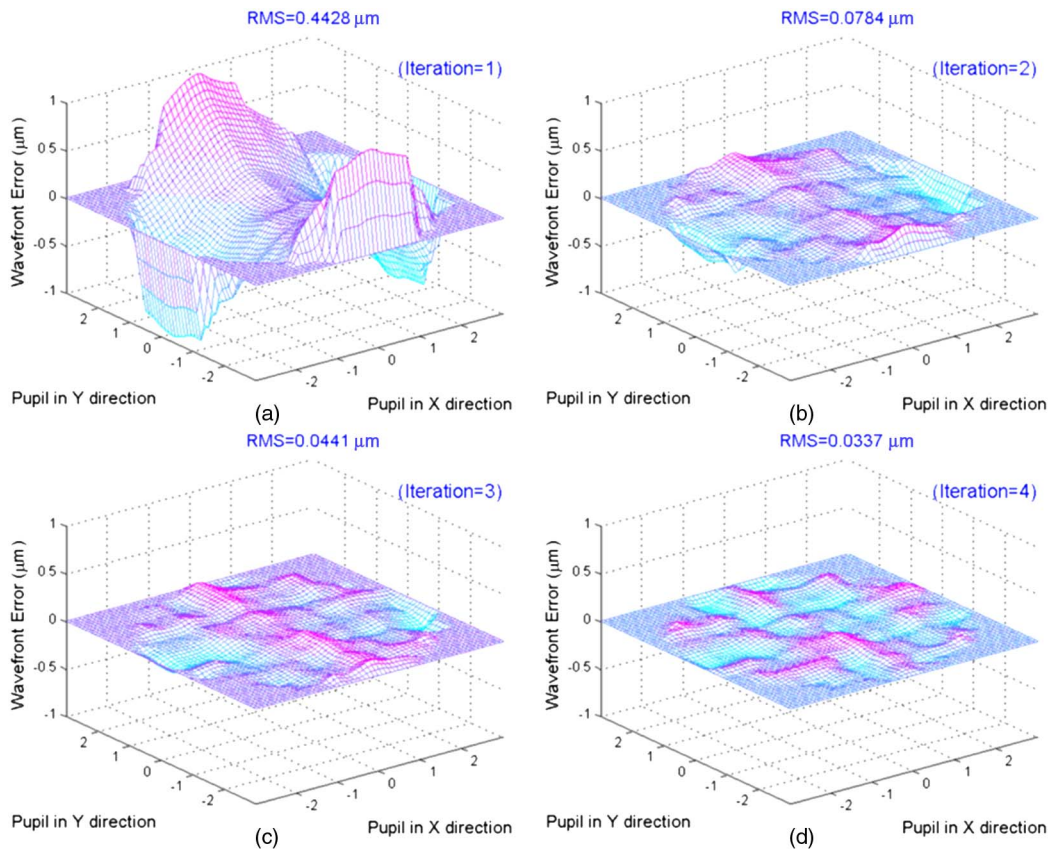 RMS=0.4428 μm
(Iteration=1)
Wavefront Error (μm)
1
0.5
0
-0.5
-1
2
1
0
-1
-2
-2
-1
0
1
2
Pupil in Y direction
Pupil in X direction
(a)
RMS=0.0784 μm
(Iteration=2)
Wavefront Error (μm)
1
0.5
0
-0.5
-1
2
1
0
-1
-2
-2
-1
0
1
2
Pupil in Y direction
Pupil in X direction
(b)
RMS=0.0441 μm
(Iteration=3)
Wavefront Error (μm)
1
0.5
0
-0.5
-1
2
1
0
-1
-2
-2
-1
0
1
2
Pupil in Y direction
Pupil in X direction
(c)
RMS=0.0337 μm
(Iteration=4)
Wavefront Error (μm)
1
0.5
0
-0.5
-1
2
1
0
-1
-2
-2
-1
0
1
2
Pupil in Y direction
Pupil in X direction
(d)